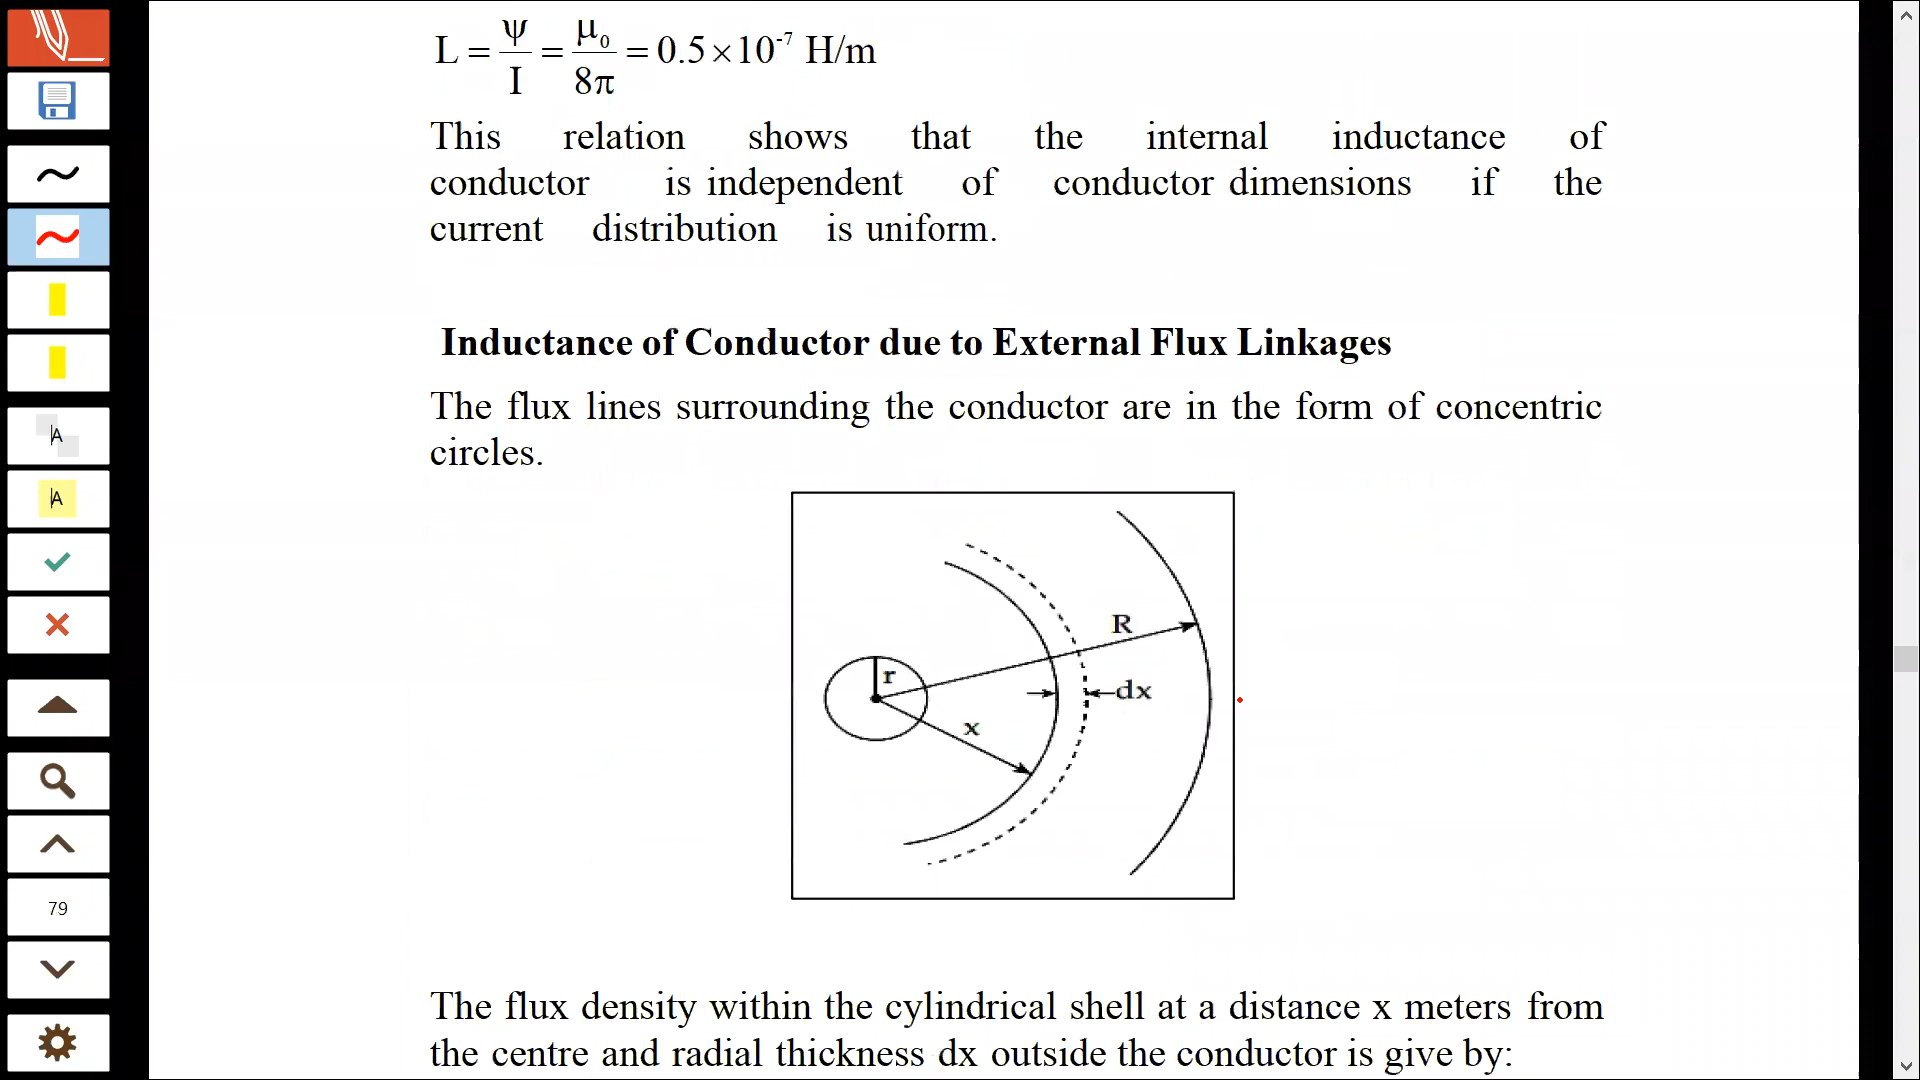 L = ψ/I = μ₀/8π = 0.5×10⁻⁷ H/m
This relation shows that the internal inductance of
conductor is independent of conductor dimensions if the
current distribution is uniform.
Inductance of Conductor due to External Flux Linkages
The flux lines surrounding the conductor are in the form of concentric
circles.
R
r
dx
x
The flux density within the cylindrical shell at a distance x meters from
the centre and radial thickness dx outside the conductor is give by:
A
A
79